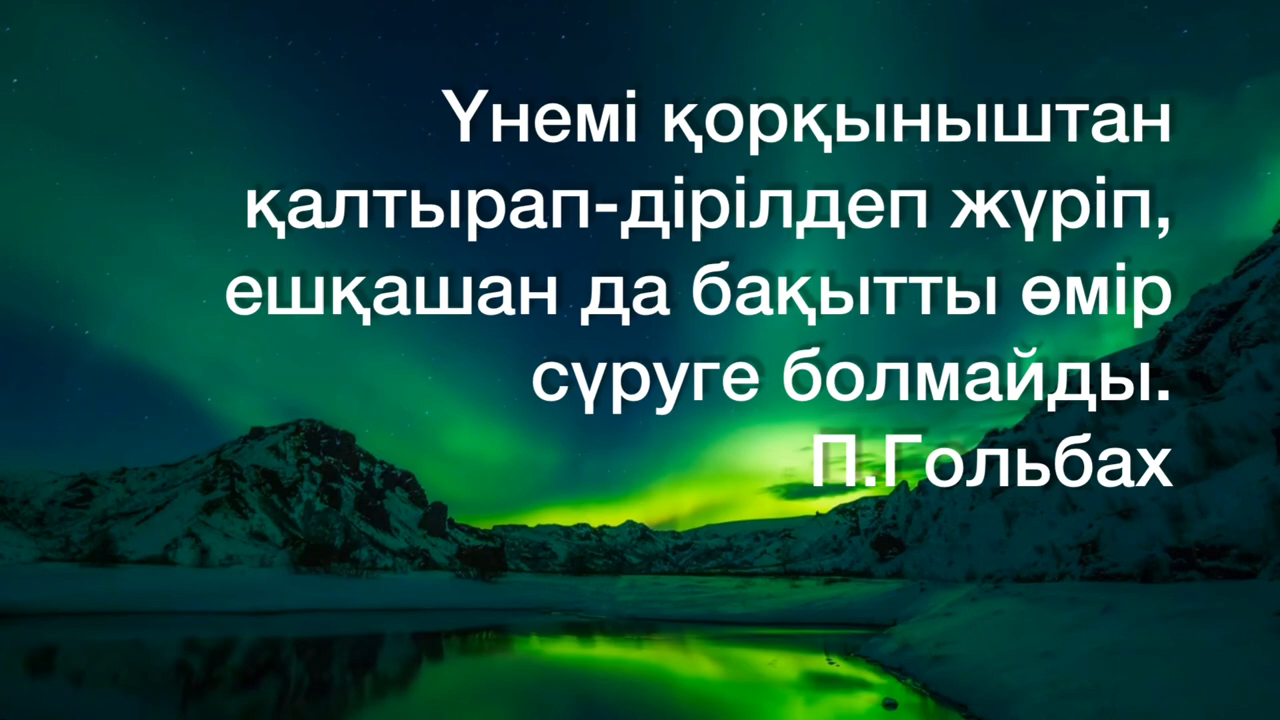 Үнемі қорқыныштан
қалтырап-дірілдеп жүріп,
ешқашан да бақытты өмір
сүруге болмайды.
П.Гольбах